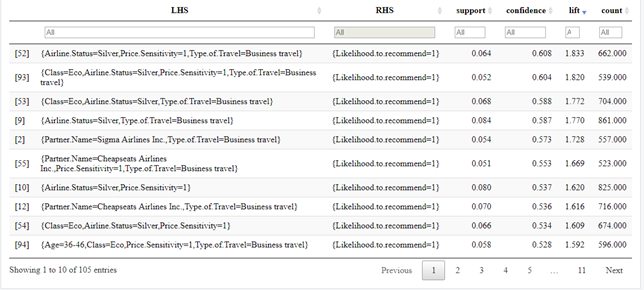 LHS RHS support confidence lift count
All All All All A All
[52] {Airline.Status=Silver,Price.Sensitivity=1,Type.of.Travel=Business travel} {Likelihood.to.recommend=1} 0.064 0.608 1.833 662.000
[93] {Class=Eco,Airline.Status=Silver,Price.Sensitivity=1,Type.of.Travel=Business travel} {Likelihood.to.recommend=1} 0.052 0.604 1.820 539.000
[53] {Class=Eco,Airline.Status=Silver,Type.of.Travel=Business travel} {Likelihood.to.recommend=1} 0.068 0.588 1.772 704.000
[9] {Airline.Status=Silver,Type.of.Travel=Business travel} {Likelihood.to.recommend=1} 0.084 0.587 1.770 861.000
[2] {Partner.Name=Sigma Airlines Inc.,Type.of.Travel=Business travel} {Likelihood.to.recommend=1} 0.054 0.573 1.728 557.000
[55] {Partner.Name=Cheapseats Airlines Inc.,Price.Sensitivity=1,Type.of.Travel=Business travel} {Likelihood.to.recommend=1} 0.051 0.553 1.669 523.000
[10] {Airline.Status=Silver,Price.Sensitivity=1} {Likelihood.to.recommend=1} 0.080 0.537 1.620 825.000
[12] {Partner.Name=Cheapseats Airlines Inc.,Type.of.Travel=Business travel} {Likelihood.to.recommend=1} 0.070 0.536 1.616 716.000
[54] {Class=Eco,Airline.Status=Silver,Price.Sensitivity=1} {Likelihood.to.recommend=1} 0.066 0.534 1.609 674.000
[94] {Age=36-46,Class=Eco,Price.Sensitivity=1,Type.of.Travel=Business travel} {Likelihood.to.recommend=1} 0.058 0.528 1.592 596.000
Showing 1 to 10 of 105 entries Previous 1 2 3 4 5 … 11 Next